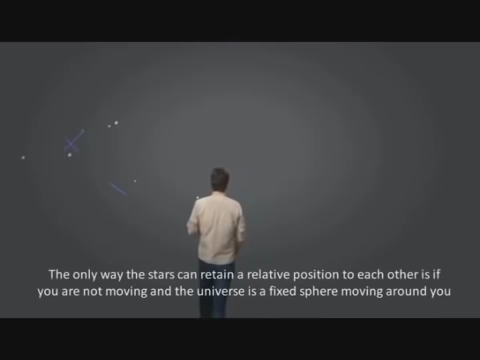 The only way the stars can retain a relative position to each other is if
you are not moving and the universe is a fixed sphere moving around you